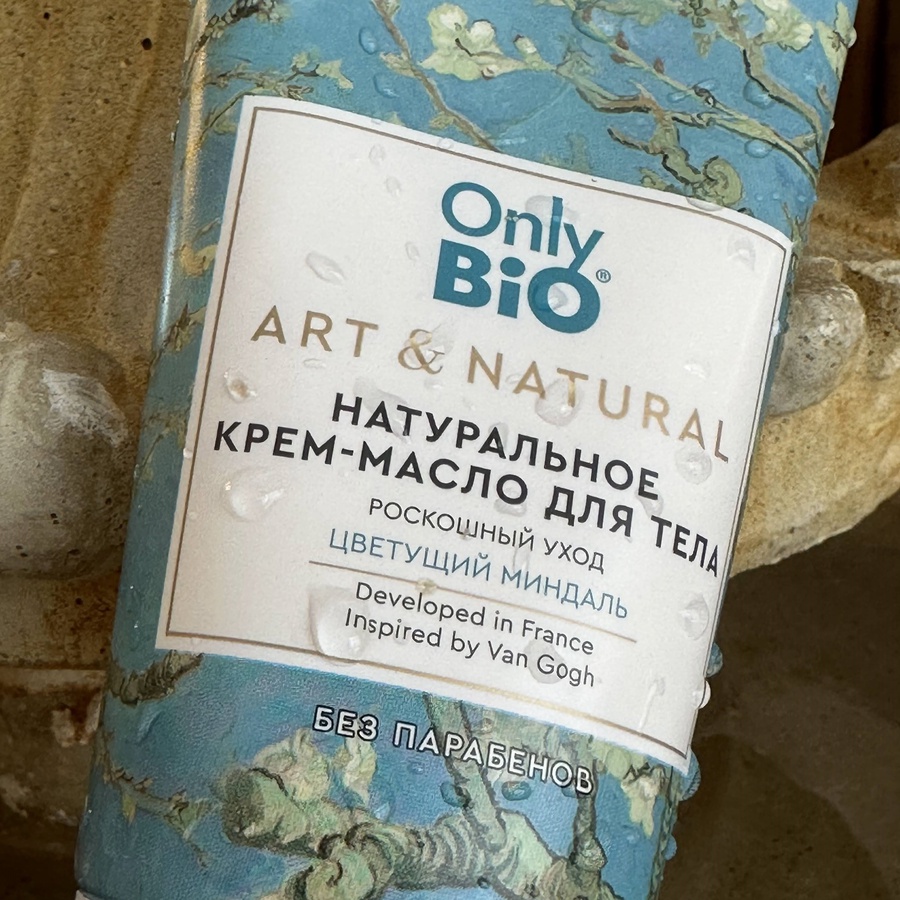 Only
BiO®
ART & NATURAL
НАТУРАЛЬНОЕ
КРЕМ-МАСЛО ДЛЯ ТЕЛА
РОСКОШНЫЙ УХОД
ЦВЕТУЩИЙ МИНДАЛЬ
Developed in France
Inspired by Van Gogh
БЕЗ ПАРАБЕНОВ